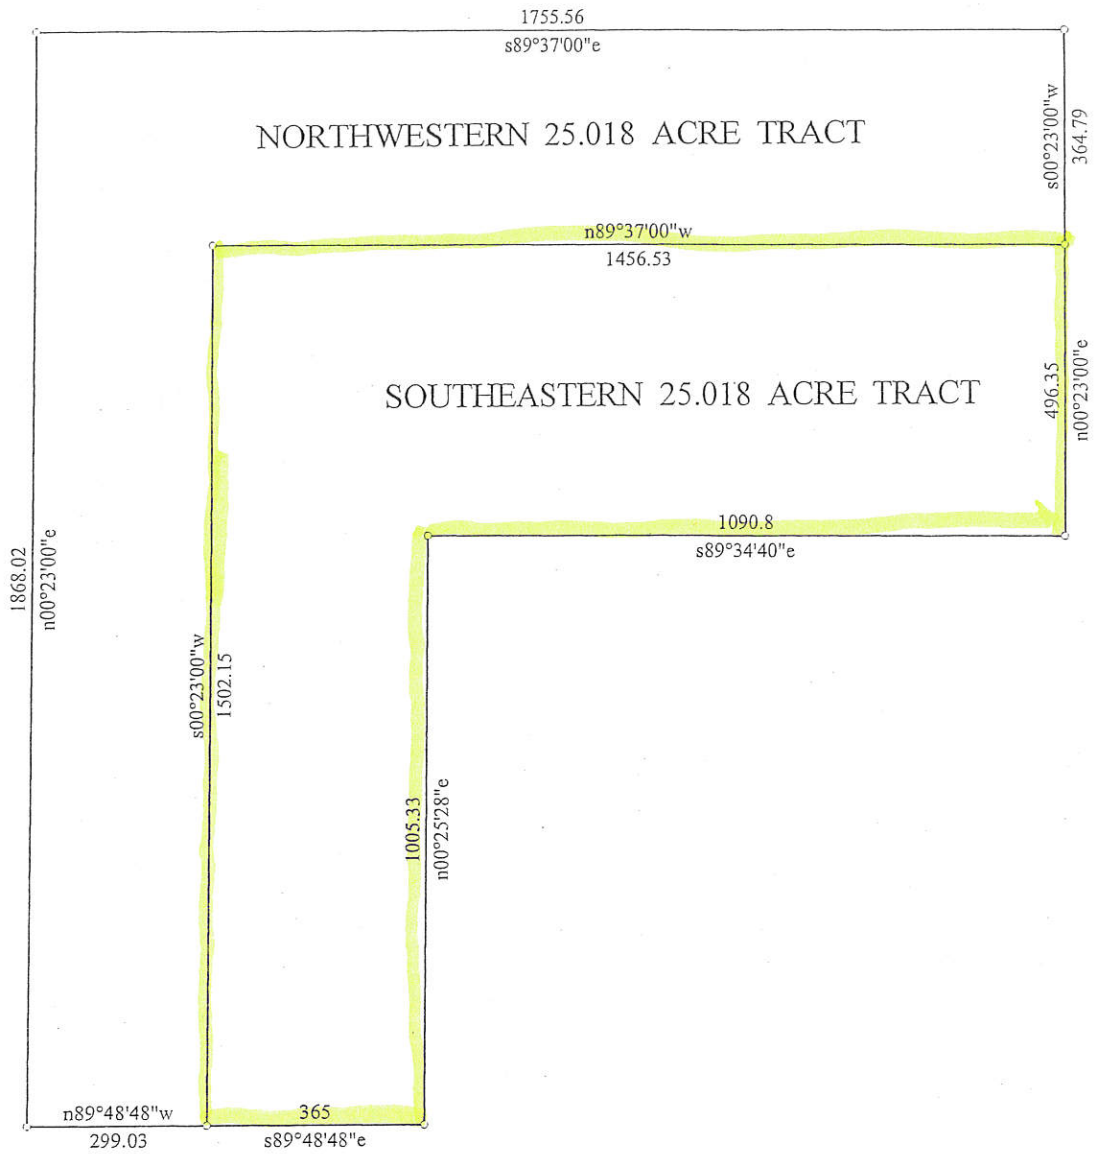 1755.56
s89°37'00"e
s00°23'00"w
364.79
NORTHWESTERN 25.018 ACRE TRACT
n89°37'00"w
1456.53
SOUTHEASTERN 25.018 ACRE TRACT
496.35
n00°23'00"e
1090.8
s89°34'40"e
1868.02
n00°23'00"e
s00°23'00"w
1502.15
1005.33
n00°25'28"e
n89°48'48"w
299.03
365
s89°48'48"e